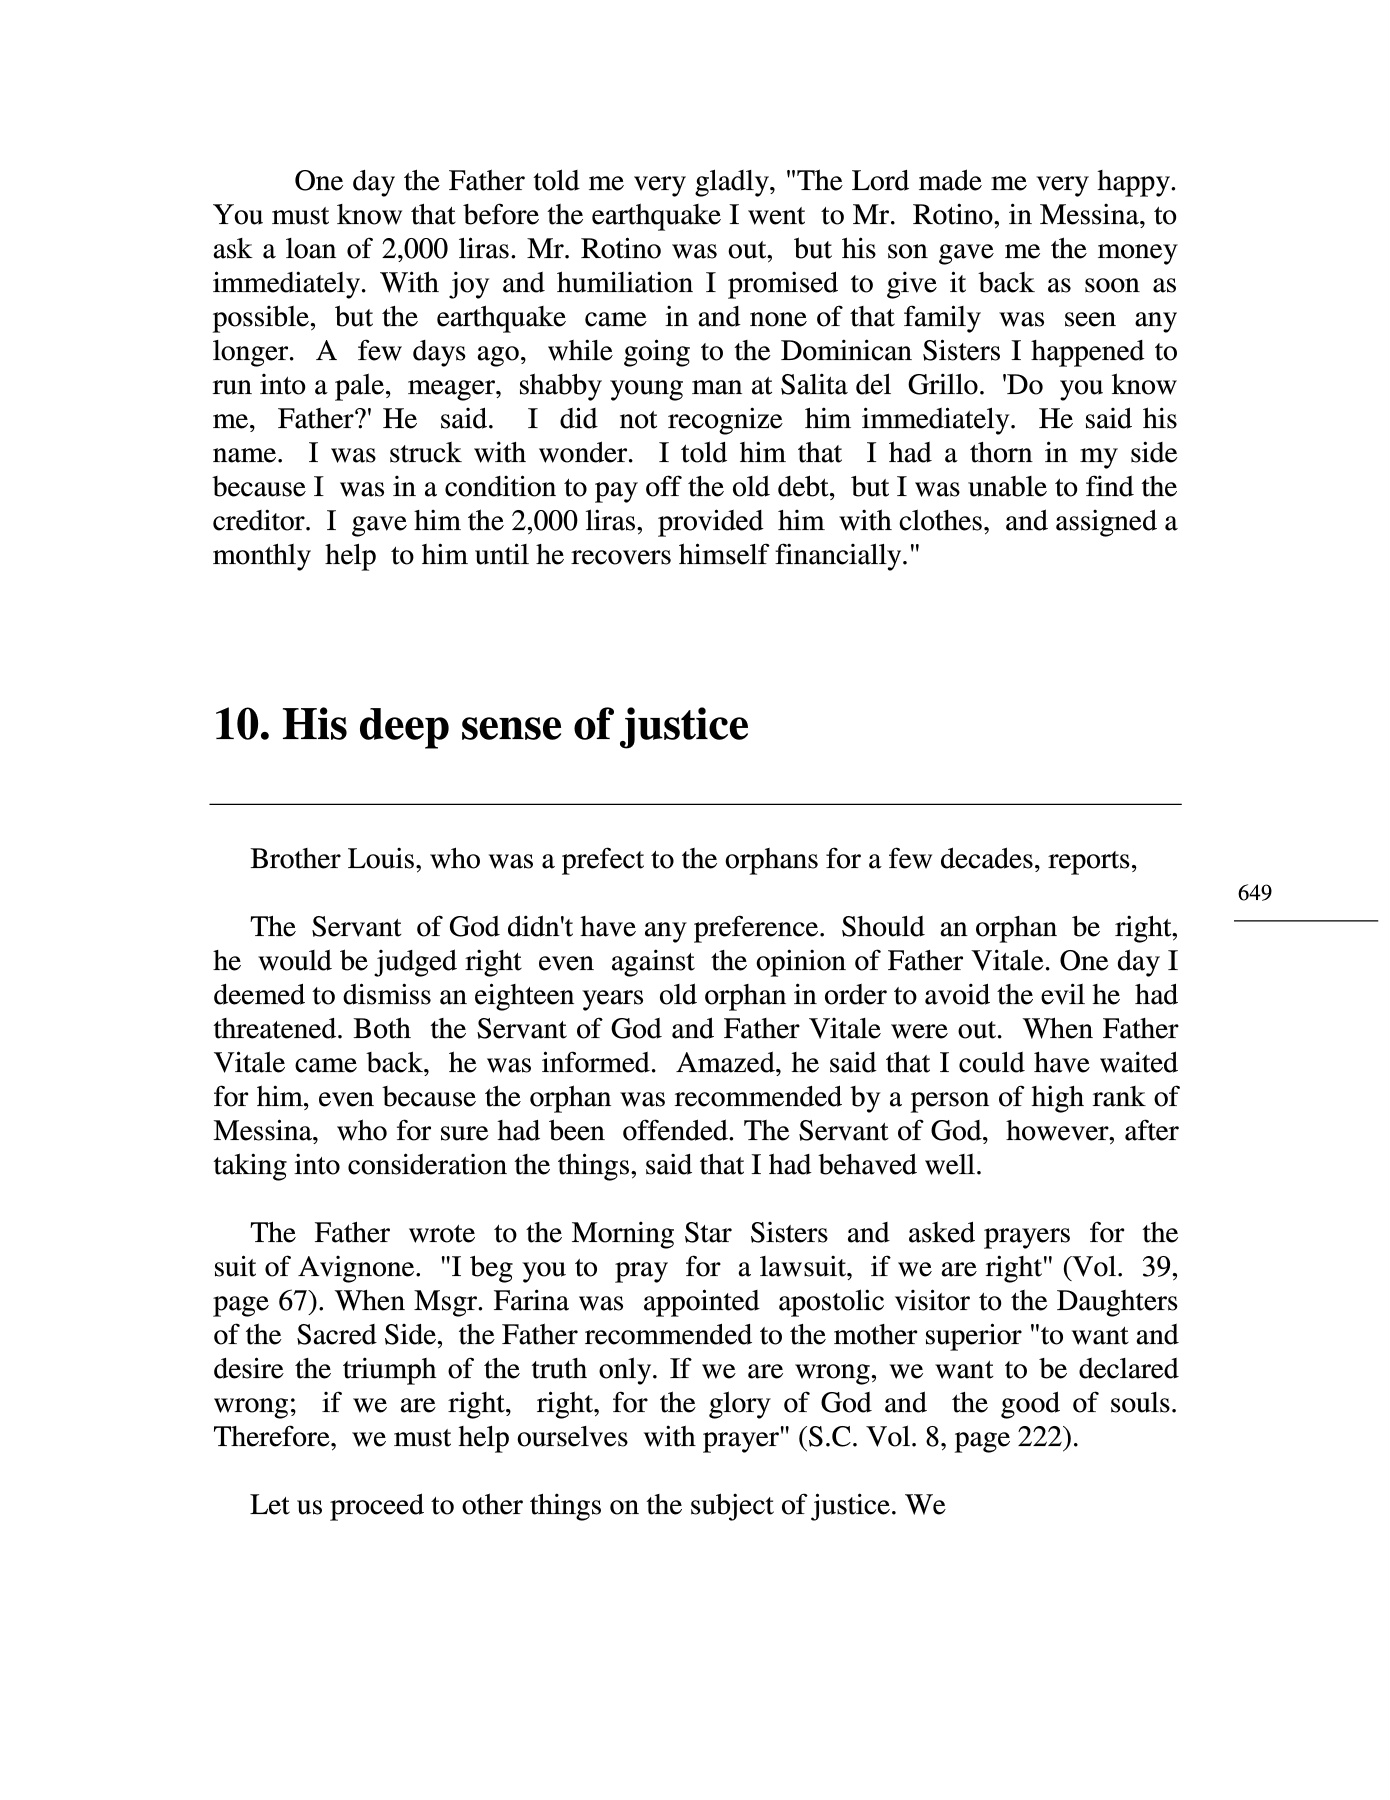 One day the Father told me very gladly, "The Lord made me very happy.
You must know that before the earthquake I went to Mr. Rotino, in Messina, to
ask a loan of 2,000 liras. Mr. Rotino was out, but his son gave me the money
immediately. With joy and humiliation I promised to give it back as soon as
possible, but the earthquake came in and none of that family was seen any
longer. A few days ago, while going to the Dominican Sisters I happened to
run into a pale, meager, shabby young man at Salita del Grillo. 'Do you know
me, Father?' He said. I did not recognize him immediately. He said his
name. I was struck with wonder. I told him that I had a thorn in my side
because I was in a condition to pay off the old debt, but I was unable to find the
creditor. I gave him the 2,000 liras, provided him with clothes, and assigned a
monthly help to him until he recovers himself financially."
10. His deep sense of justice
Brother Louis, who was a prefect to the orphans for a few decades, reports,
649
The Servant of God didn't have any preference. Should an orphan be right,
he would be judged right even against the opinion of Father Vitale. One day I
deemed to dismiss an eighteen years old orphan in order to avoid the evil he had
threatened. Both the Servant of God and Father Vitale were out. When Father
Vitale came back, he was informed. Amazed, he said that I could have waited
for him, even because the orphan was recommended by a person of high rank of
Messina, who for sure had been offended. The Servant of God, however, after
taking into consideration the things, said that I had behaved well.
The Father wrote to the Morning Star Sisters and asked prayers for the
suit of Avignone. "I beg you to pray for a lawsuit, if we are right" (Vol. 39,
page 67). When Msgr. Farina was appointed apostolic visitor to the Daughters
of the Sacred Side, the Father recommended to the mother superior "to want and
desire the triumph of the truth only. If we are wrong, we want to be declared
wrong; if we are right, right, for the glory of God and the good of souls.
Therefore, we must help ourselves with prayer" (S.C. Vol. 8, page 222).
Let us proceed to other things on the subject of justice. We